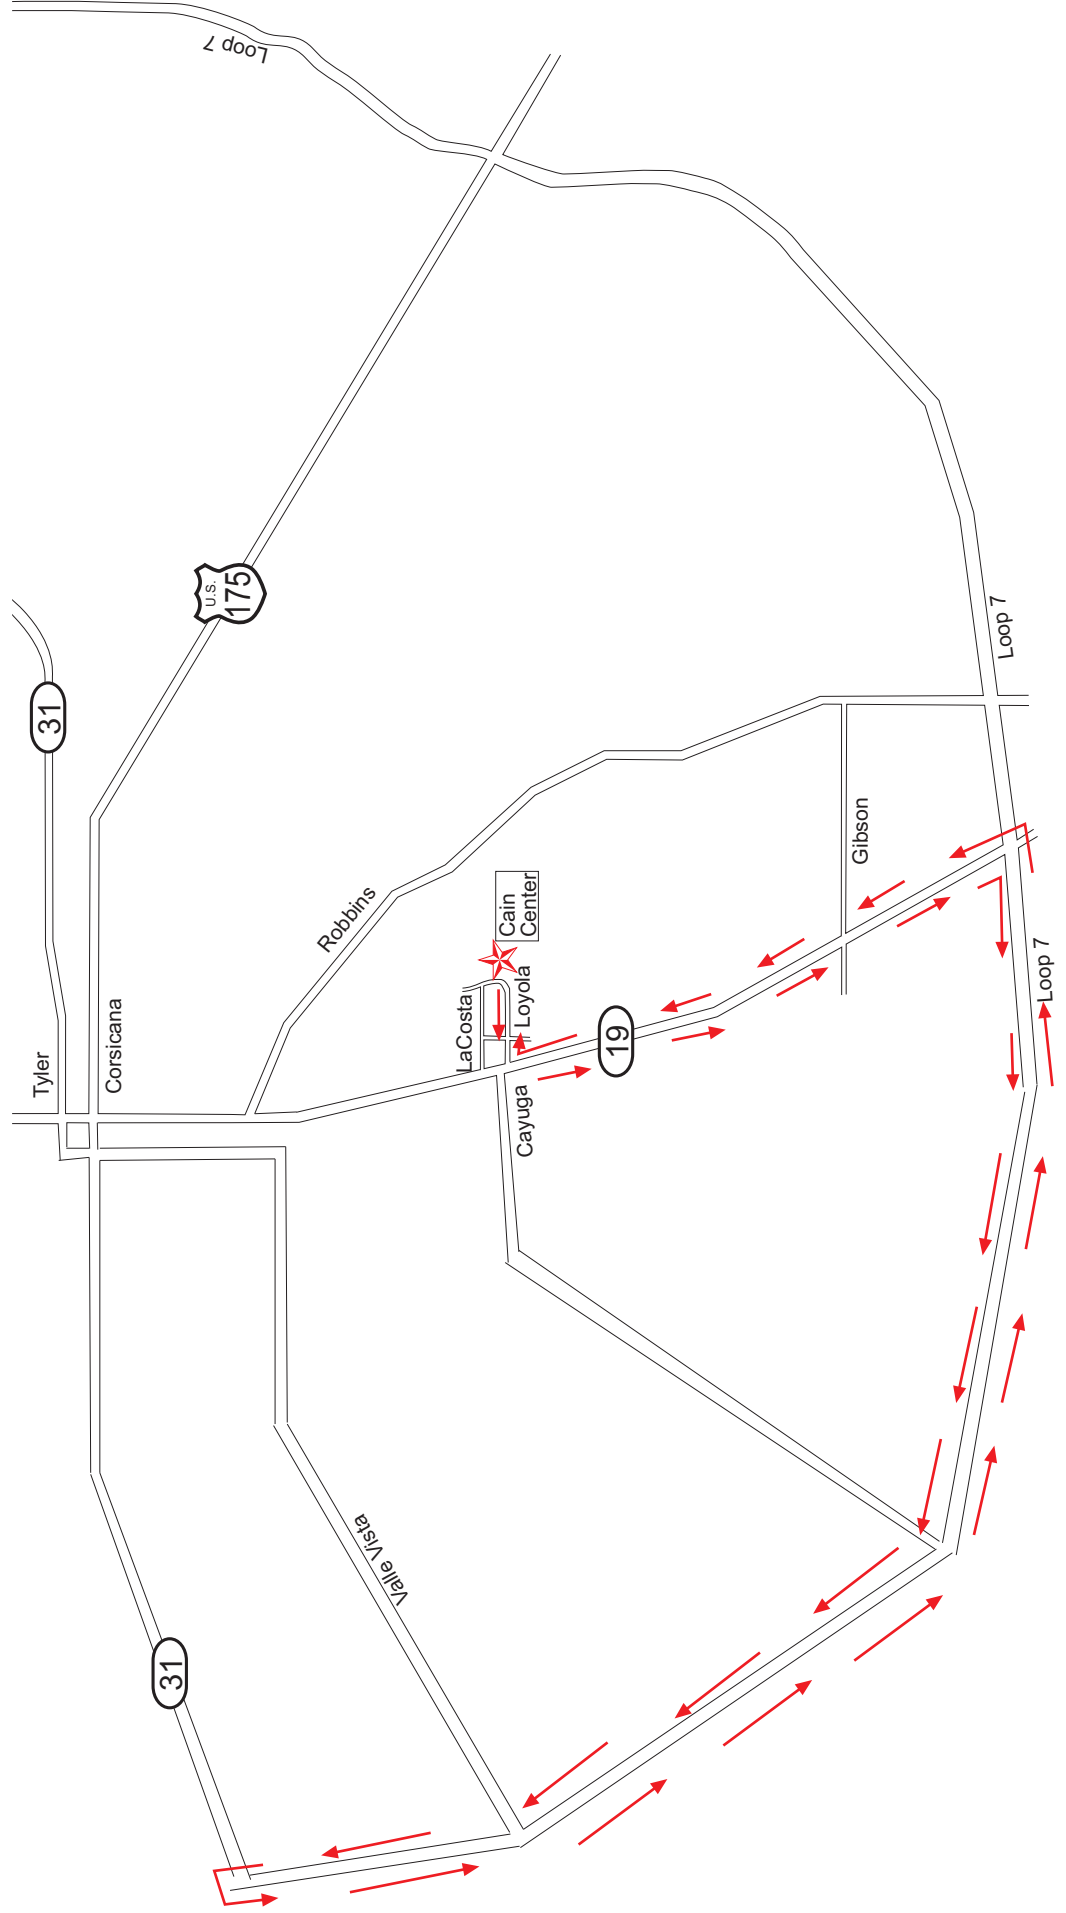 Loop 7
31
U.S.
175
Loop 7
Gibson
Robbins
Cain
Center
Loyola
LaCosta
Corsicana
Tyler
19
Loop 7
Cayuga
Valle Vista
31